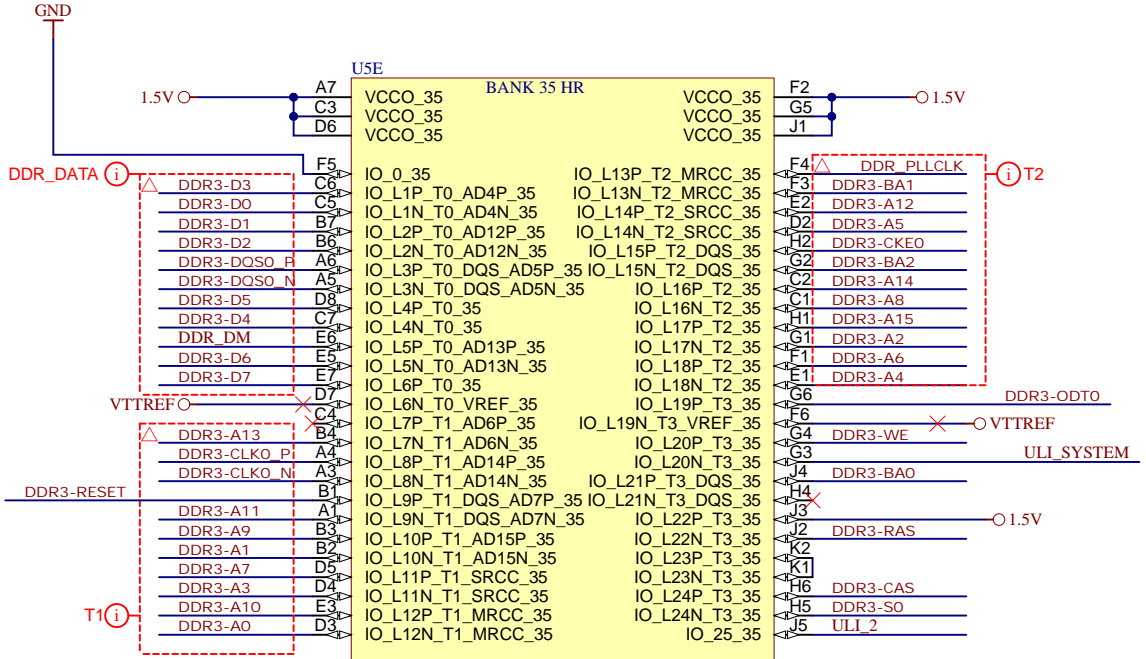 GND
U5E
BANK 35 HR
1.5V A7 VCCO_35 VCCO_35 F2 1.5V
C3 VCCO_35 VCCO_35 G5
D6 VCCO_35 VCCO_35 J1
DDR_DATA i F5 IO_0_35 IO_L13P_T2_MRCC_35 F4 DDR_PLLCLK i T2
DDR3-D3 C6 IO_L1P_T0_AD4P_35 IO_L13N_T2_MRCC_35 F3 DDR3-BA1
DDR3-D0 C5 IO_L1N_T0_AD4N_35 IO_L14P_T2_SRCC_35 E2 DDR3-A12
DDR3-D1 B7 IO_L2P_T0_AD12P_35 IO_L14N_T2_SRCC_35 D2 DDR3-A5
DDR3-D2 B6 IO_L2N_T0_AD12N_35 IO_L15P_T2_DQS_35 H2 DDR3-CKE0
DDR3-DQS0_P A6 IO_L3P_T0_DQS_AD5P_35 IO_L15N_T2_DQS_35 G2 DDR3-BA2
DDR3-DQS0_N A5 IO_L3N_T0_DQS_AD5N_35 IO_L16P_T2_35 C2 DDR3-A14
DDR3-D5 D8 IO_L4P_T0_35 IO_L16N_T2_35 C1 DDR3-A8
DDR3-D4 C7 IO_L4N_T0_35 IO_L17P_T2_35 H1 DDR3-A15
DDR_DM E6 IO_L5P_T0_AD13P_35 IO_L17N_T2_35 G1 DDR3-A2
DDR3-D6 E5 IO_L5N_T0_AD13N_35 IO_L18P_T2_35 F1 DDR3-A6
DDR3-D7 E7 IO_L6P_T0_35 IO_L18N_T2_35 E1 DDR3-A4
VTTREF D7 IO_L6N_T0_VREF_35 IO_L19P_T3_35 G6 DDR3-ODT0
C4 IO_L7P_T1_AD6P_35 IO_L19N_T3_VREF_35 F6 VTTREF
DDR3-A13 B4 IO_L7N_T1_AD6N_35 IO_L20P_T3_35 G4 DDR3-WE
DDR3-CLK0_P A4 IO_L8P_T1_AD14P_35 IO_L20N_T3_35 G3 ULI_SYSTEM
DDR3-CLK0_N A3 IO_L8N_T1_AD14N_35 IO_L21P_T3_DQS_35 J4 DDR3-BA0
DDR3-RESET B1 IO_L9P_T1_DQS_AD7P_35 IO_L21N_T3_DQS_35 H4
DDR3-A11 A1 IO_L9N_T1_DQS_AD7N_35 IO_L22P_T3_35 J3 1.5V
DDR3-A9 B3 IO_L10P_T1_AD15P_35 IO_L22N_T3_35 J2 DDR3-RAS
DDR3-A1 B2 IO_L10N_T1_AD15N_35 IO_L23P_T3_35 K2
DDR3-A7 D5 IO_L11P_T1_SRCC_35 IO_L23N_T3_35 K1
DDR3-A3 D4 IO_L11N_T1_SRCC_35 IO_L24P_T3_35 H6 DDR3-CAS
T1 i DDR3-A10 E3 IO_L12P_T1_MRCC_35 IO_L24N_T3_35 H5 DDR3-S0
DDR3-A0 D3 IO_L12N_T1_MRCC_35 IO_25_35 J5 ULI_2